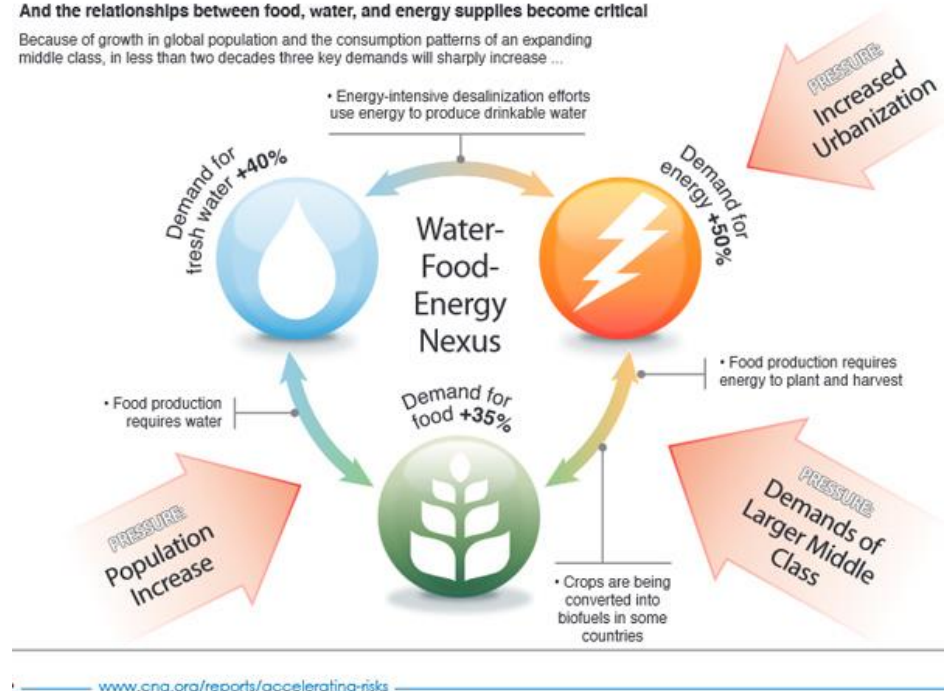 And the relationships between food, water, and energy supplies become critical
Because of growth in global population and the consumption patterns of an expanding
middle class, in less than two decades three key demands will sharply increase ...
• Energy-intensive desalinization efforts
use energy to produce drinkable water
PRESSURE:
Increased
Urbanization
Demand for
fresh water +40%
Demand for
energy +50%
Water-
Food-
Energy
Nexus
• Food production requires
energy to plant and harvest
• Food production
requires water
Demand for
food +35%
PRESSURE:
Population
Increase
PRESSURE:
Demands of
Larger Middle
Class
• Crops are being
converted into
biofuels in some
countries
www.cna.org/reports/accelerating-risks